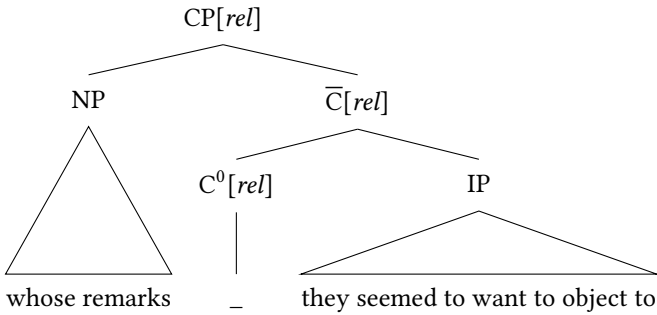 CP[rel]
NP C̅[rel]
C⁰[rel] IP
whose remarks _ they seemed to want to object to